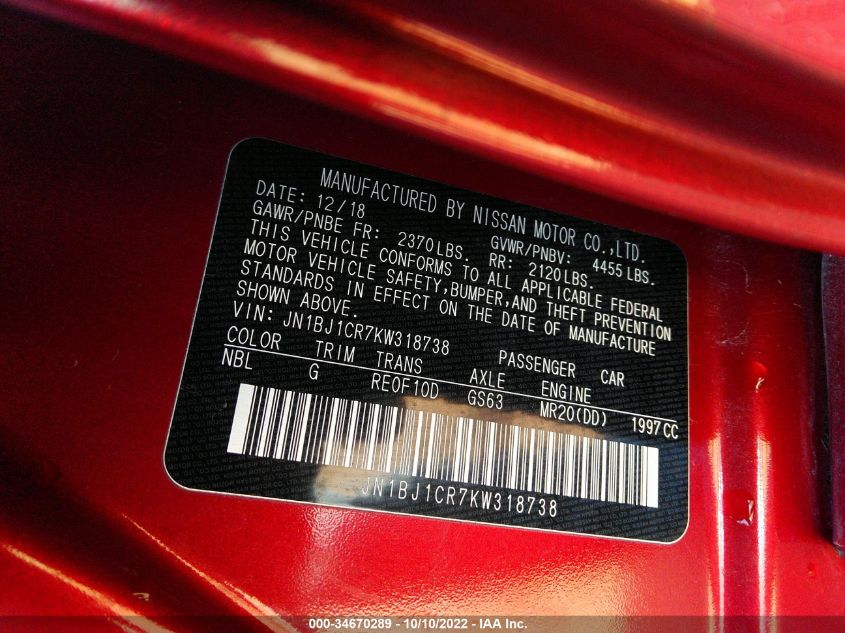 MANUFACTURED BY NISSAN MOTOR CO.,LTD.
DATE: 12/18 GVWR/PNBV: 4455 LBS.
GAWR/PNBE FR: 2370LBS. RR: 2120LBS.
THIS VEHICLE CONFORMS TO ALL APPLICABLE FEDERAL
MOTOR VEHICLE SAFETY,BUMPER,AND THEFT PREVENTION
STANDARDS IN EFFECT ON THE DATE OF MANUFACTURE
SHOWN ABOVE.
VIN: JN1BJ1CR7KW318738 PASSENGER CAR
COLOR TRIM TRANS AXLE ENGINE
NBL G RE0F10D GS63 MR20(DD) 1997CC
JN1BJ1CR7KW318738
000-34670289 - 10/10/2022 - IAA Inc.